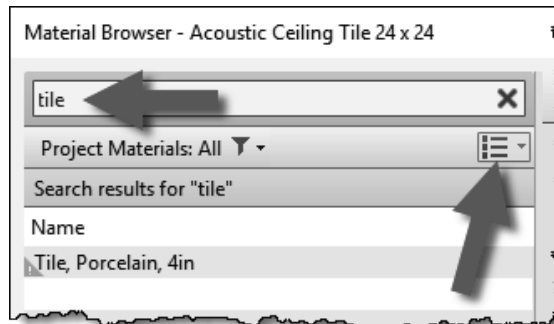 Material Browser - Acoustic Ceiling Tile 24 x 24
tile
Project Materials: All
Search results for "tile"
Name
Tile, Porcelain, 4in